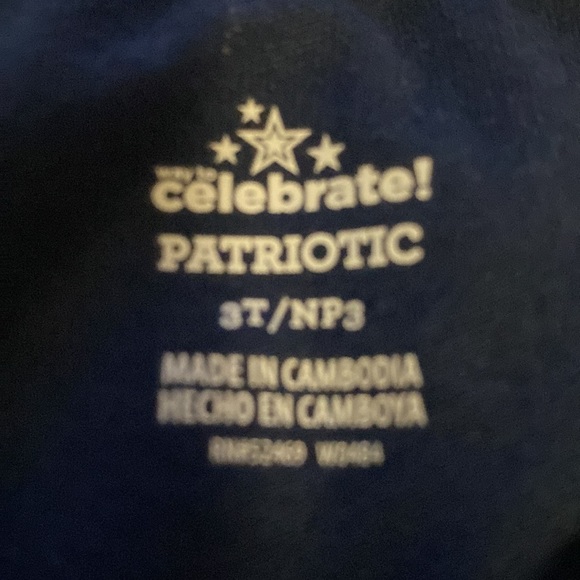 way to
celebrate!
PATRIOTIC
3T/NP3
MADE IN CAMBODIA
HECHO EN CAMBOYA